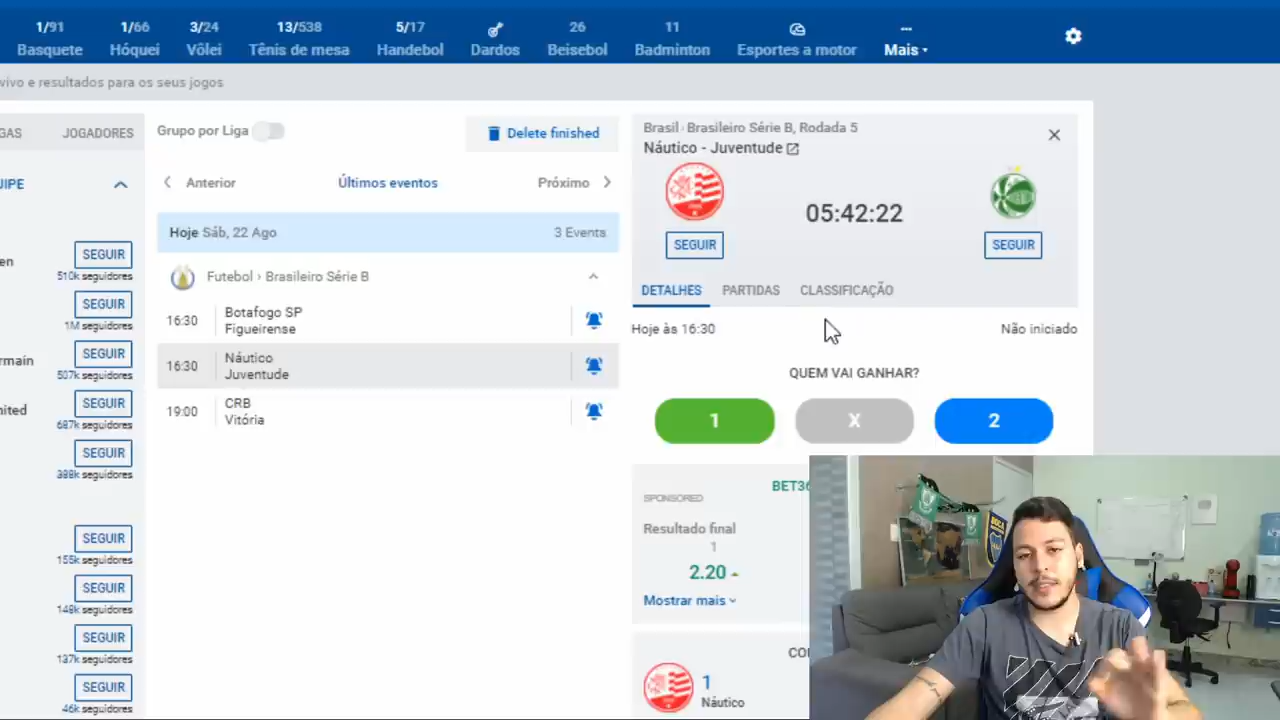 1/91
Basquete
1/66
Hóquei
3/24
Vôlei
13/538
Tênis de mesa
5/17
Handebol
Dardos
26
Beisebol
11
Badminton
Esportes a motor
Mais
vivo e resultados para os seus jogos
GAS
JOGADORES
Grupo por Liga
Delete finished
UIPE
Anterior
Últimos eventos
Próximo
Hoje Sáb, 22 Ago
3 Events
Futebol › Brasileiro Série B
16:30
Botafogo SP
Figueirense
16:30
Náutico
Juventude
19:00
CRB
Vitória
en
SEGUIR
510k seguidores
SEGUIR
1M seguidores
rmain
SEGUIR
507k seguidores
nited
SEGUIR
687k seguidores
SEGUIR
388k seguidores
SEGUIR
155k seguidores
SEGUIR
148k seguidores
SEGUIR
137k seguidores
SEGUIR
46k seguidores
Brasil › Brasileiro Série B, Rodada 5
Náutico - Juventude
05:42:22
SEGUIR
SEGUIR
DETALHES
PARTIDAS
CLASSIFICAÇÃO
Hoje às 16:30
Não iniciado
QUEM VAI GANHAR?
1
X
2
SPONSORED
BET36
Resultado final
1
2.20
Mostrar mais
CO
1
Náutico
BOCA